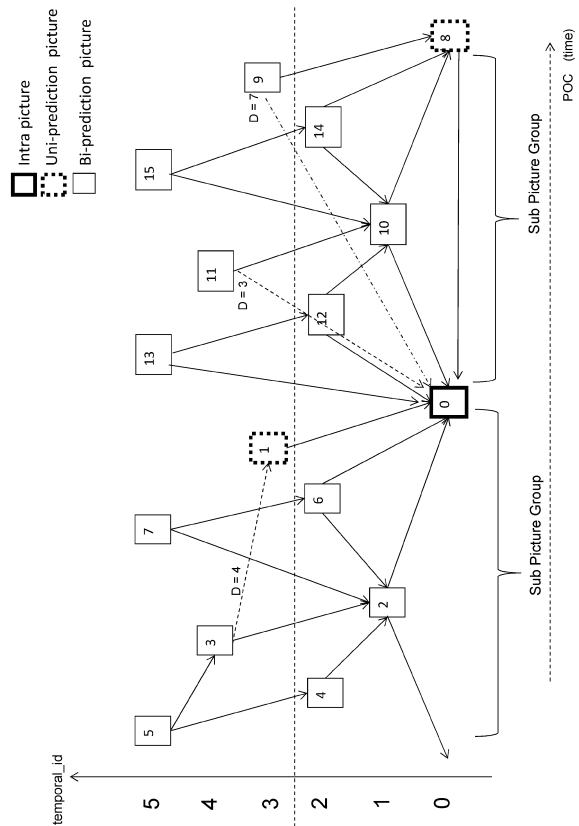 Intra picture
Uni-prediction picture
Bi-prediction picture
temporal_id
5
4
3
2
1
0
5
7
13
15
3
11
1
9
D = 4
D = 3
D = 7
4
6
12
14
2
10
0
8
Sub Picture Group
Sub Picture Group
POC (time)